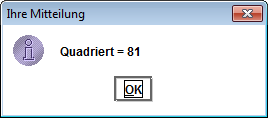 Ihre Mitteilung
Quadriert = 81
OK